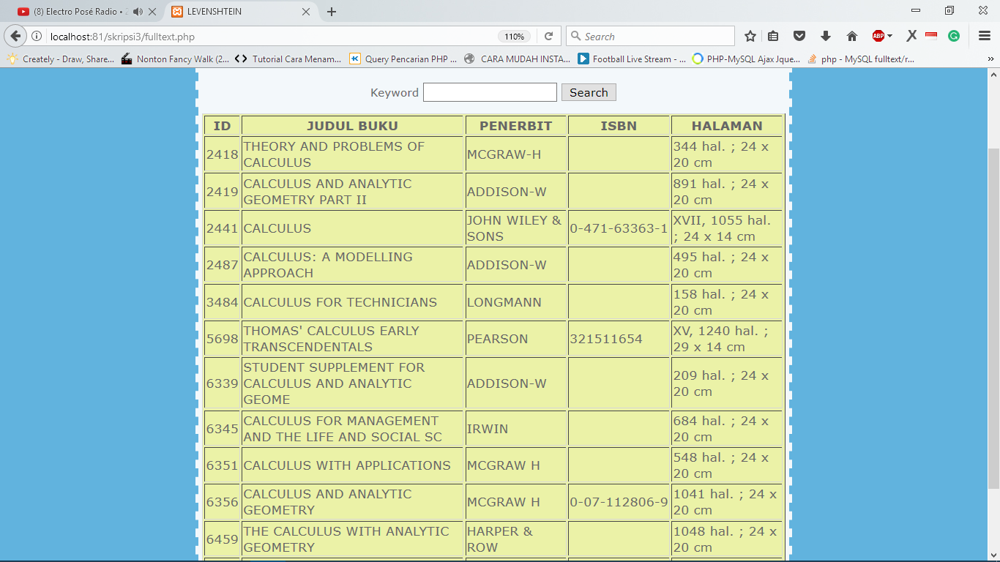 (8) Electro Posé Radio • 2
LEVENSHTEIN
localhost:81/skripsi3/fulltext.php
110%
Search
ABP
Creately - Draw, Share...
Nonton Fancy Walk (2...
Tutorial Cara Menam...
Query Pencarian PHP ...
CARA MUDAH INSTA...
Football Live Stream - ...
PHP-MySQL Ajax Jque...
php - MySQL fulltext/r...
Keyword
Search
ID JUDUL BUKU PENERBIT ISBN HALAMAN
2418 THEORY AND PROBLEMS OF
CALCULUS MCGRAW-H 344 hal. ; 24 x
20 cm
2419 CALCULUS AND ANALYTIC
GEOMETRY PART II ADDISON-W 891 hal. ; 24 x
20 cm
2441 CALCULUS JOHN WILEY &
SONS 0-471-63363-1 XVII, 1055 hal.
; 24 x 14 cm
2487 CALCULUS: A MODELLING
APPROACH ADDISON-W 495 hal. ; 24 x
20 cm
3484 CALCULUS FOR TECHNICIANS LONGMANN 158 hal. ; 24 x
20 cm
5698 THOMAS' CALCULUS EARLY
TRANSCENDENTALS PEARSON 321511654 XV, 1240 hal. ;
29 x 14 cm
6339 STUDENT SUPPLEMENT FOR
CALCULUS AND ANALYTIC
GEOME ADDISON-W 209 hal. ; 24 x
20 cm
6345 CALCULUS FOR MANAGEMENT
AND THE LIFE AND SOCIAL SC IRWIN 684 hal. ; 24 x
20 cm
6351 CALCULUS WITH APPLICATIONS MCGRAW H 548 hal. ; 24 x
20 cm
6356 CALCULUS AND ANALYTIC
GEOMETRY MCGRAW H 0-07-112806-9 1041 hal. ; 24 x
20 cm
6459 THE CALCULUS WITH ANALYTIC
GEOMETRY HARPER &
ROW 1048 hal. ; 24 x
20 cm